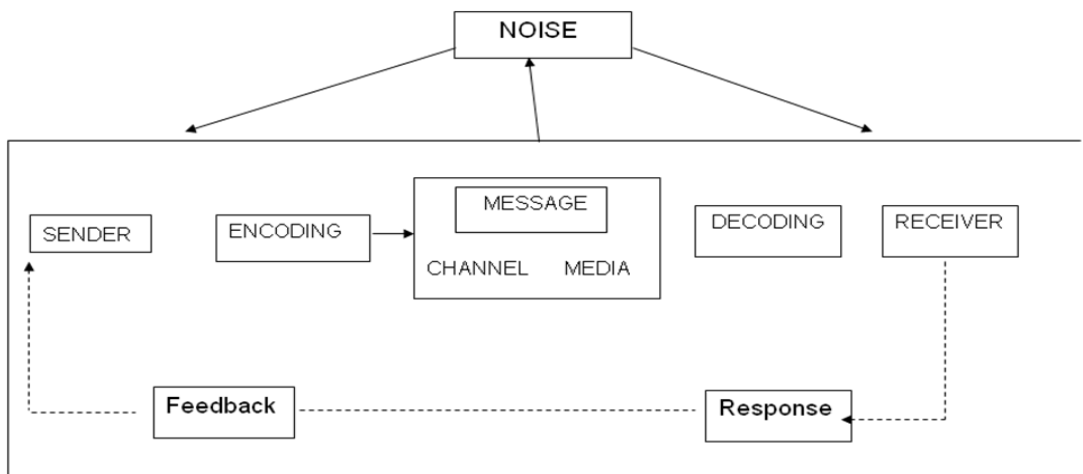 NOISE
MESSAGE
SENDER
ENCODING
DECODING
RECEIVER
CHANNEL MEDIA
Feedback
Response